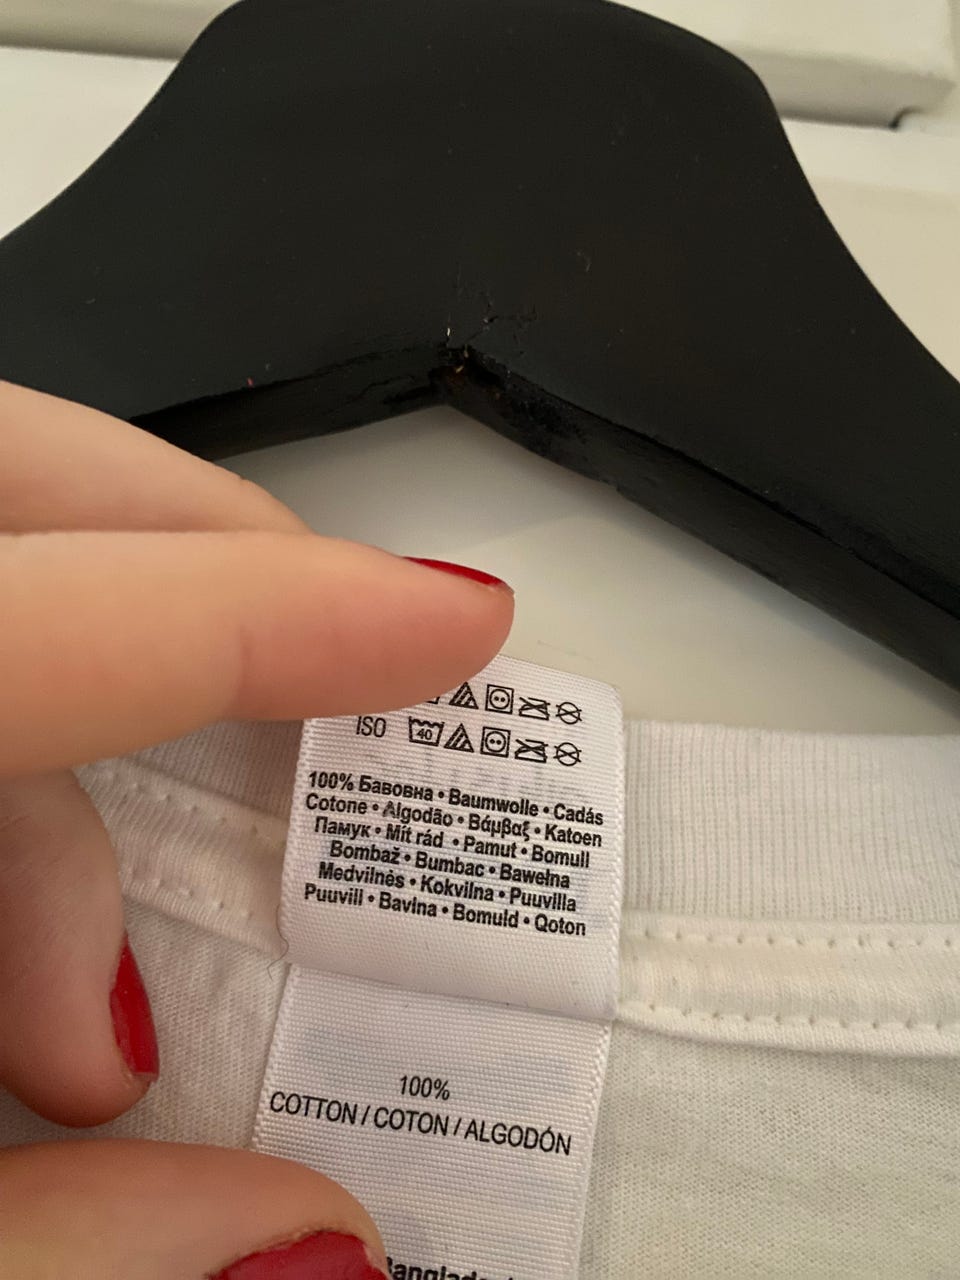 ISO 40
100% Бавовна • Baumwolle • Cadás
Cotone • Algodão • Βάμβαξ • Katoen
Памук • Mít rád • Pamut • Bomull
Bombaž • Bumbac • Bawełna
Medvilnės • Kokvilna • Puuvilla
Puuvill • Bavlna • Bomuld • Qoton
100%
COTTON / COTON / ALGODÓN